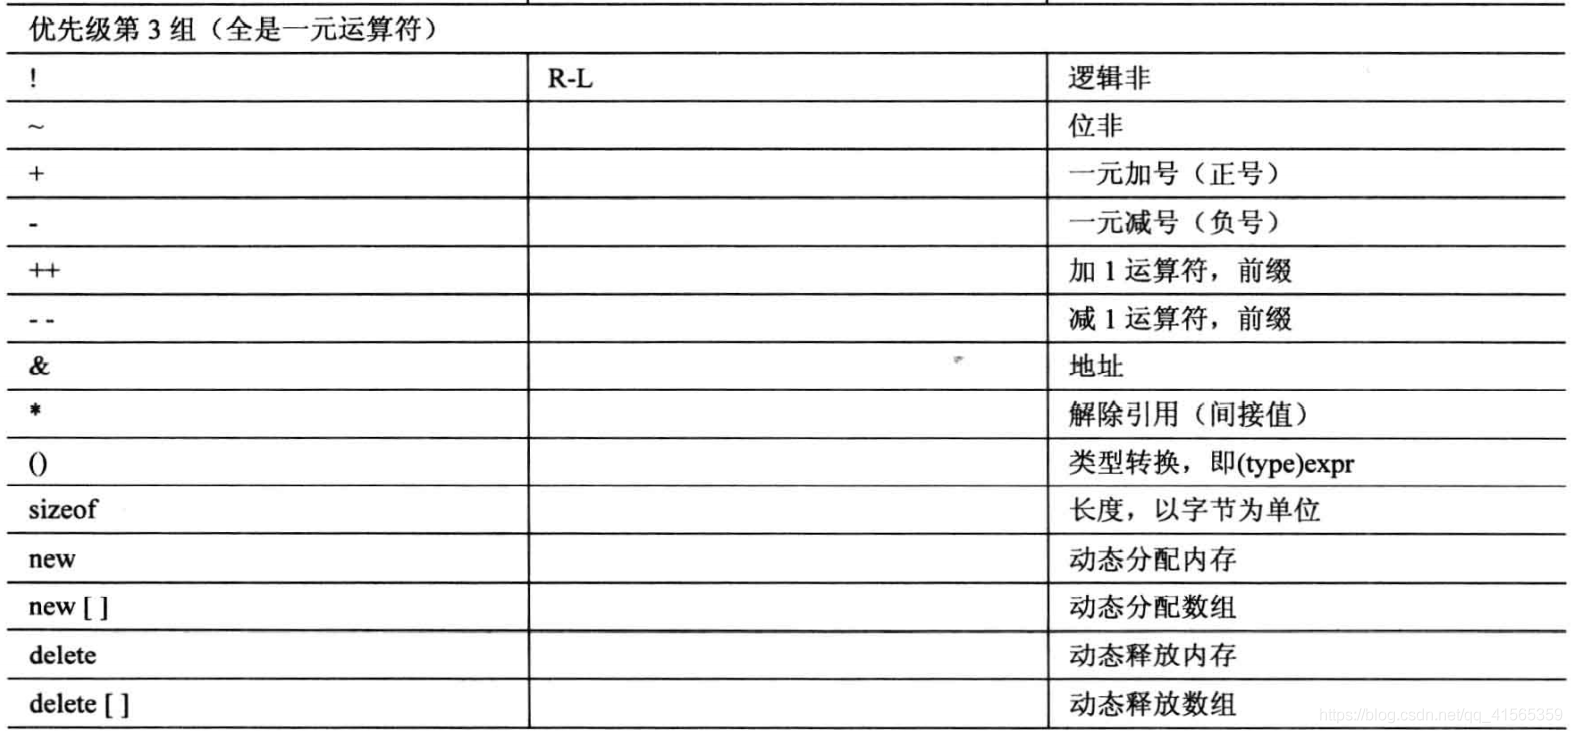 优先级第 3 组（全是一元运算符）
! R-L 逻辑非
~ 位非
+ 一元加号（正号）
- 一元减号（负号）
++ 加 1 运算符，前缀
- - 减 1 运算符，前缀
& 地址
* 解除引用（间接值）
() 类型转换，即(type)expr
sizeof 长度，以字节为单位
new 动态分配内存
new [ ] 动态分配数组
delete 动态释放内存
delete [ ] 动态释放数组
https://blog.csdn.net/qq_41565359